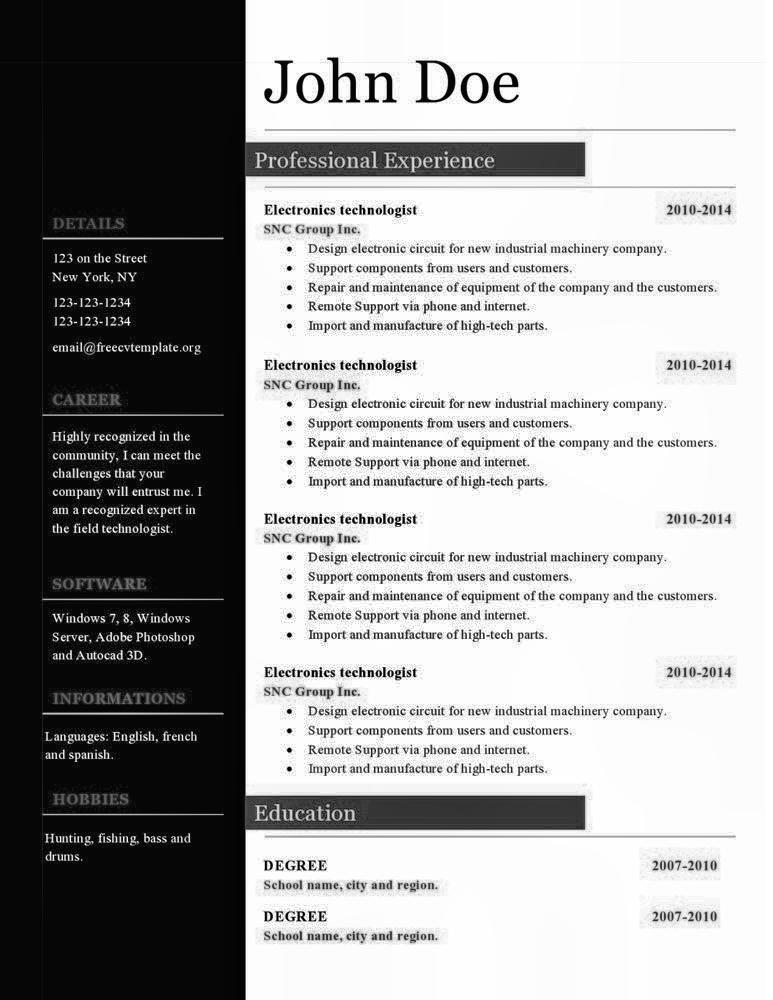 John Doe
Professional Experience
Electronics technologist 2010-2014
SNC Group Inc.
• Design electronic circuit for new industrial machinery company.
• Support components from users and customers.
• Repair and maintenance of equipment of the company and the customers.
• Remote Support via phone and internet.
• Import and manufacture of high-tech parts.
Electronics technologist 2010-2014
SNC Group Inc.
• Design electronic circuit for new industrial machinery company.
• Support components from users and customers.
• Repair and maintenance of equipment of the company and the customers.
• Remote Support via phone and internet.
• Import and manufacture of high-tech parts.
Electronics technologist 2010-2014
SNC Group Inc.
• Design electronic circuit for new industrial machinery company.
• Support components from users and customers.
• Repair and maintenance of equipment of the company and the customers.
• Remote Support via phone and internet.
• Import and manufacture of high-tech parts.
Electronics technologist 2010-2014
SNC Group Inc.
• Design electronic circuit for new industrial machinery company.
• Support components from users and customers.
• Remote Support via phone and internet.
• Import and manufacture of high-tech parts.
Education
DEGREE 2007-2010
School name, city and region.
DEGREE 2007-2010
School name, city and region.
DETAILS
123 on the Street
New York, NY
123-123-1234
123-123-1234
email@freecvtemplate.org
CAREER
Highly recognized in the
community, I can meet the
challenges that your
company will entrust me. I
am a recognized expert in
the field technologist.
SOFTWARE
Windows 7, 8, Windows
Server, Adobe Photoshop
and Autocad 3D.
INFORMATIONS
Languages: English, french
and spanish.
HOBBIES
Hunting, fishing, bass and
drums.